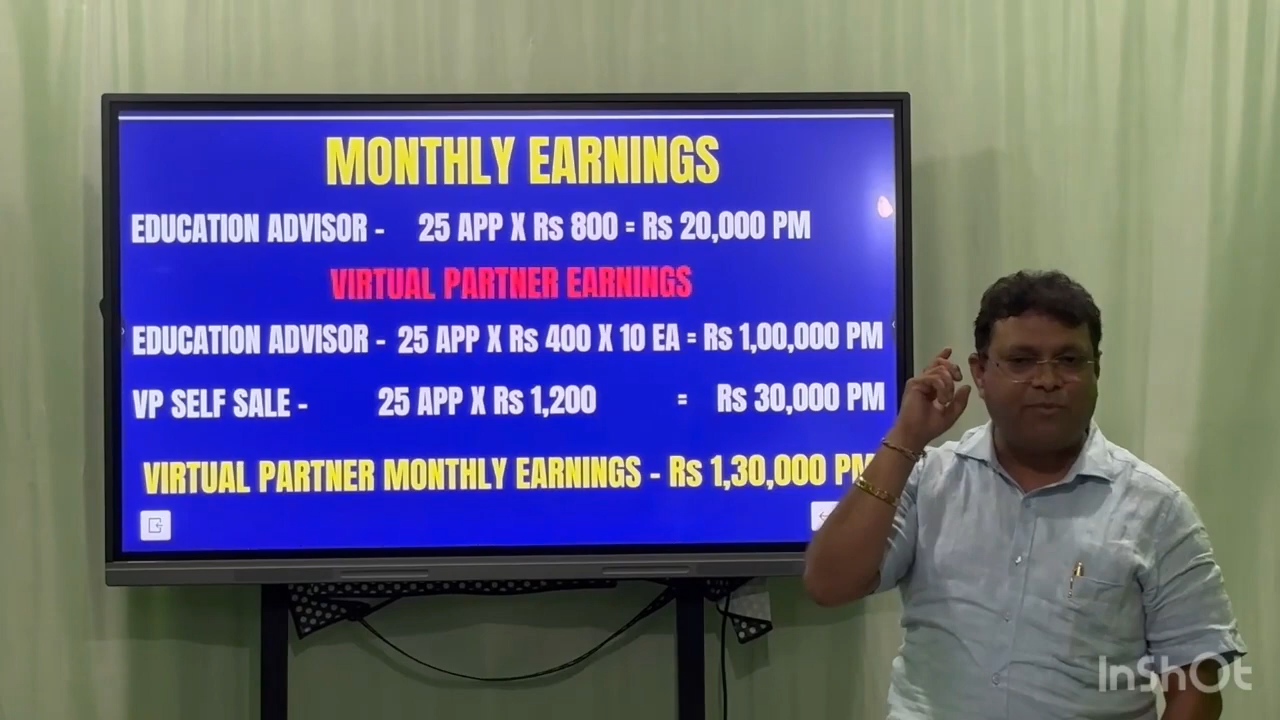 MONTHLY EARNINGS
EDUCATION ADVISOR - 25 APP X Rs 800 = Rs 20,000 PM
VIRTUAL PARTNER EARNINGS
EDUCATION ADVISOR - 25 APP X Rs 400 X 10 EA = Rs 1,00,000 PM
VP SELF SALE - 25 APP X Rs 1,200 = Rs 30,000 PM
VIRTUAL PARTNER MONTHLY EARNINGS - Rs 1,30,000 PM
InShOt